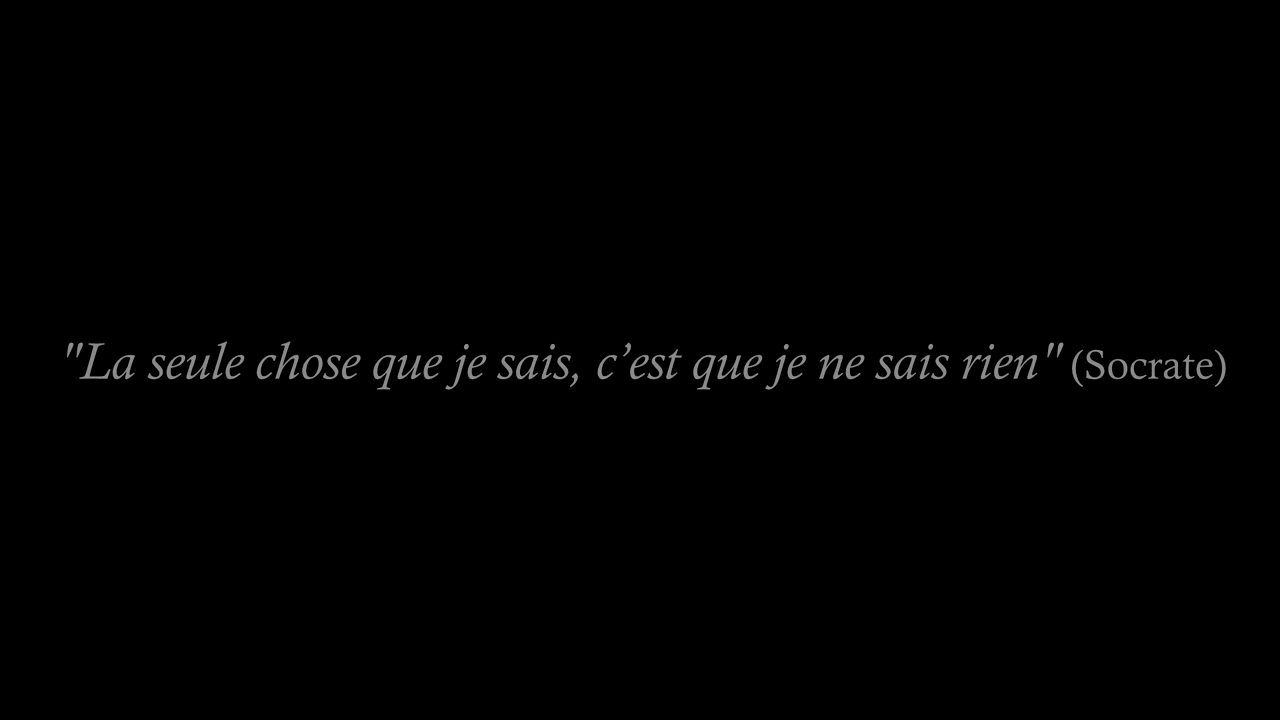 "La seule chose que je sais, c’est que je ne sais rien" (Socrate)